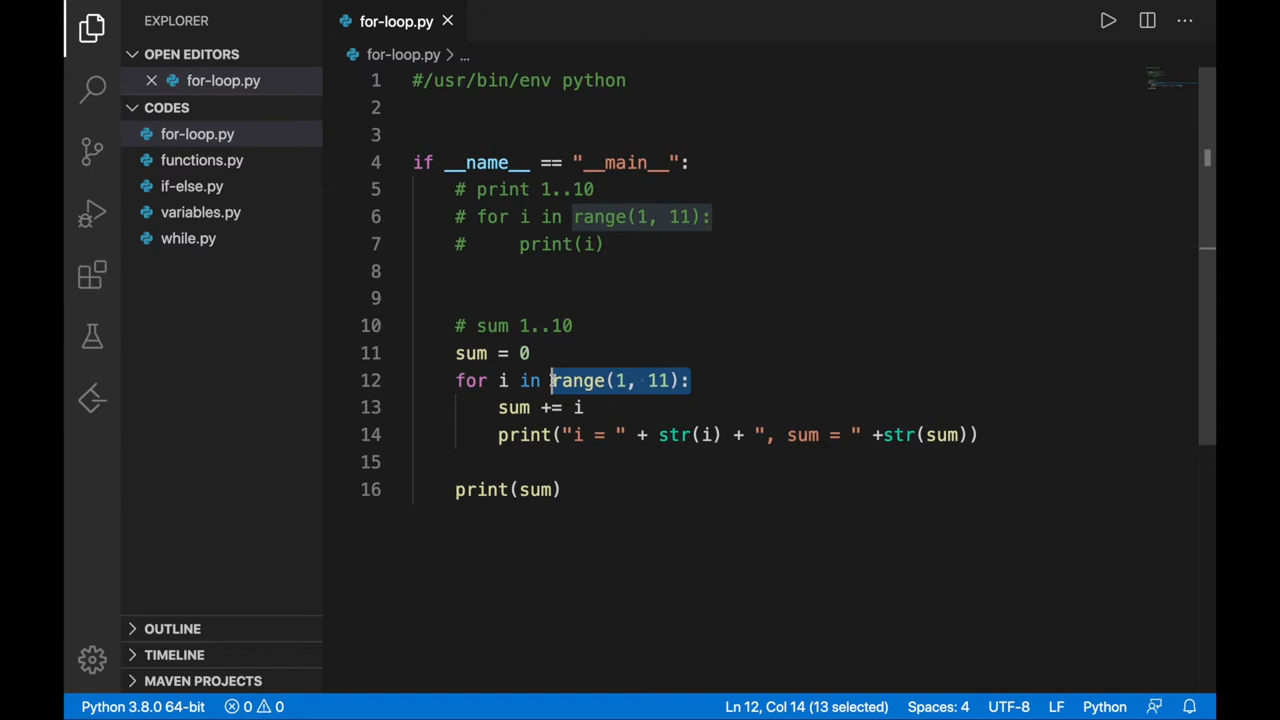 EXPLORER
OPEN EDITORS
for-loop.py
CODES
for-loop.py
functions.py
if-else.py
variables.py
while.py
OUTLINE
TIMELINE
MAVEN PROJECTS
for-loop.py
for-loop.py > ...
1 #/usr/bin/env python
2
3
4 if __name__ == "__main__":
5     # print 1..10
6     # for i in range(1, 11):
7     #     print(i)
8
9
10     # sum 1..10
11     sum = 0
12     for i in range(1, 11):
13         sum += i
14         print("i = " + str(i) + ", sum = " +str(sum))
15
16     print(sum)
Python 3.8.0 64-bit 0 0 Ln 12, Col 14 (13 selected) Spaces: 4 UTF-8 LF Python